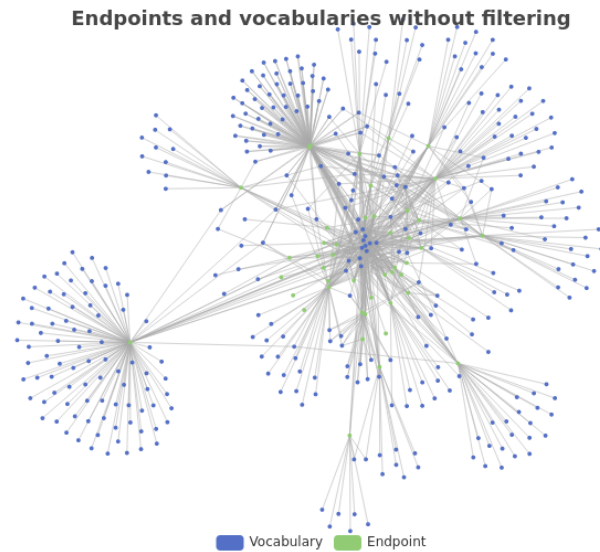 Endpoints and vocabularies without filtering
Vocabulary Endpoint